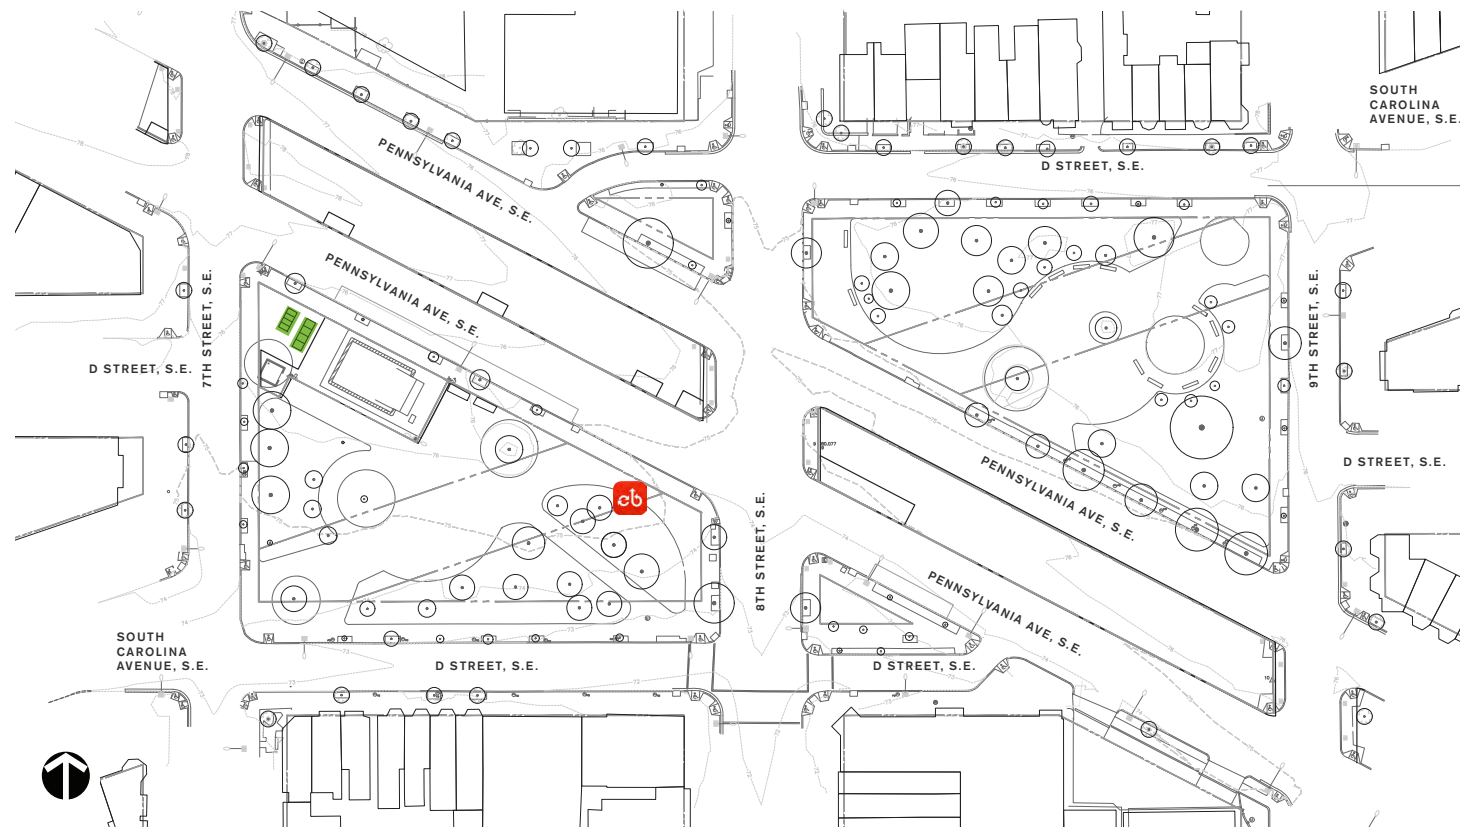 SOUTH
CAROLINA
AVENUE, S.E.
PENNSYLVANIA AVE, S.E.
D STREET, S.E.
PENNSYLVANIA AVE, S.E.
7TH STREET, S.E.
9TH STREET, S.E.
D STREET, S.E.
D STREET, S.E.
PENNSYLVANIA AVE, S.E.
8TH STREET, S.E.
PENNSYLVANIA AVE, S.E.
SOUTH
CAROLINA
AVENUE, S.E.
D STREET, S.E.
D STREET, S.E.
cb